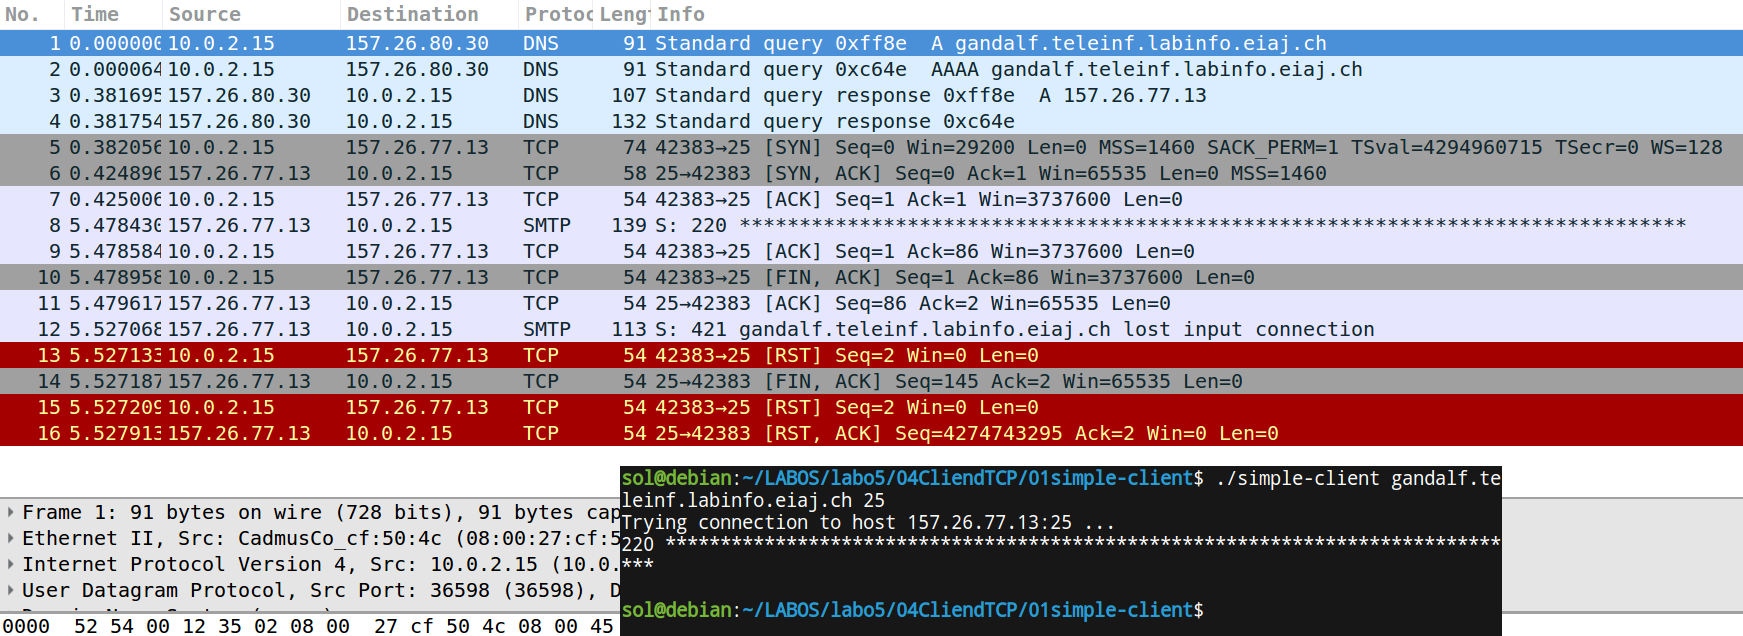 No. Time Source Destination Protoc Lengt Info
1 0.000000 10.0.2.15 157.26.80.30 DNS 91 Standard query 0xff8e  A gandalf.teleinf.labinfo.eiaj.ch
2 0.000064 10.0.2.15 157.26.80.30 DNS 91 Standard query 0xc64e  AAAA gandalf.teleinf.labinfo.eiaj.ch
3 0.381695 157.26.80.30 10.0.2.15 DNS 107 Standard query response 0xff8e  A 157.26.77.13
4 0.381754 157.26.80.30 10.0.2.15 DNS 132 Standard query response 0xc64e
5 0.382056 10.0.2.15 157.26.77.13 TCP 74 42383→25 [SYN] Seq=0 Win=29200 Len=0 MSS=1460 SACK_PERM=1 TSval=4294960715 TSecr=0 WS=128
6 0.424896 157.26.77.13 10.0.2.15 TCP 58 25→42383 [SYN, ACK] Seq=0 Ack=1 Win=65535 Len=0 MSS=1460
7 0.425006 10.0.2.15 157.26.77.13 TCP 54 42383→25 [ACK] Seq=1 Ack=1 Win=3737600 Len=0
8 5.478430 157.26.77.13 10.0.2.15 SMTP 139 S: 220 *******************************************************************************
9 5.478584 10.0.2.15 157.26.77.13 TCP 54 42383→25 [ACK] Seq=1 Ack=86 Win=3737600 Len=0
10 5.478958 10.0.2.15 157.26.77.13 TCP 54 42383→25 [FIN, ACK] Seq=1 Ack=86 Win=3737600 Len=0
11 5.479617 157.26.77.13 10.0.2.15 TCP 54 25→42383 [ACK] Seq=86 Ack=2 Win=65535 Len=0
12 5.527068 157.26.77.13 10.0.2.15 SMTP 113 S: 421 gandalf.teleinf.labinfo.eiaj.ch lost input connection
13 5.527133 10.0.2.15 157.26.77.13 TCP 54 42383→25 [RST] Seq=2 Win=0 Len=0
14 5.527187 157.26.77.13 10.0.2.15 TCP 54 25→42383 [FIN, ACK] Seq=145 Ack=2 Win=65535 Len=0
15 5.527209 10.0.2.15 157.26.77.13 TCP 54 42383→25 [RST] Seq=2 Win=0 Len=0
16 5.527913 157.26.77.13 10.0.2.15 TCP 54 25→42383 [RST, ACK] Seq=4274743295 Ack=2 Win=0 Len=0
Frame 1: 91 bytes on wire (728 bits), 91 bytes cap
Ethernet II, Src: CadmusCo_cf:50:4c (08:00:27:cf:5
Internet Protocol Version 4, Src: 10.0.2.15 (10.0.
User Datagram Protocol, Src Port: 36598 (36598), D
0000  52 54 00 12 35 02 08 00  27 cf 50 4c 08 00 45
sol@debian:~/LABOS/labo5/04CliendTCP/01simple-client$ ./simple-client gandalf.te
leinf.labinfo.eiaj.ch 25
Trying connection to host 157.26.77.13:25 ...
220 ****************************************************************************
***
sol@debian:~/LABOS/labo5/04CliendTCP/01simple-client$